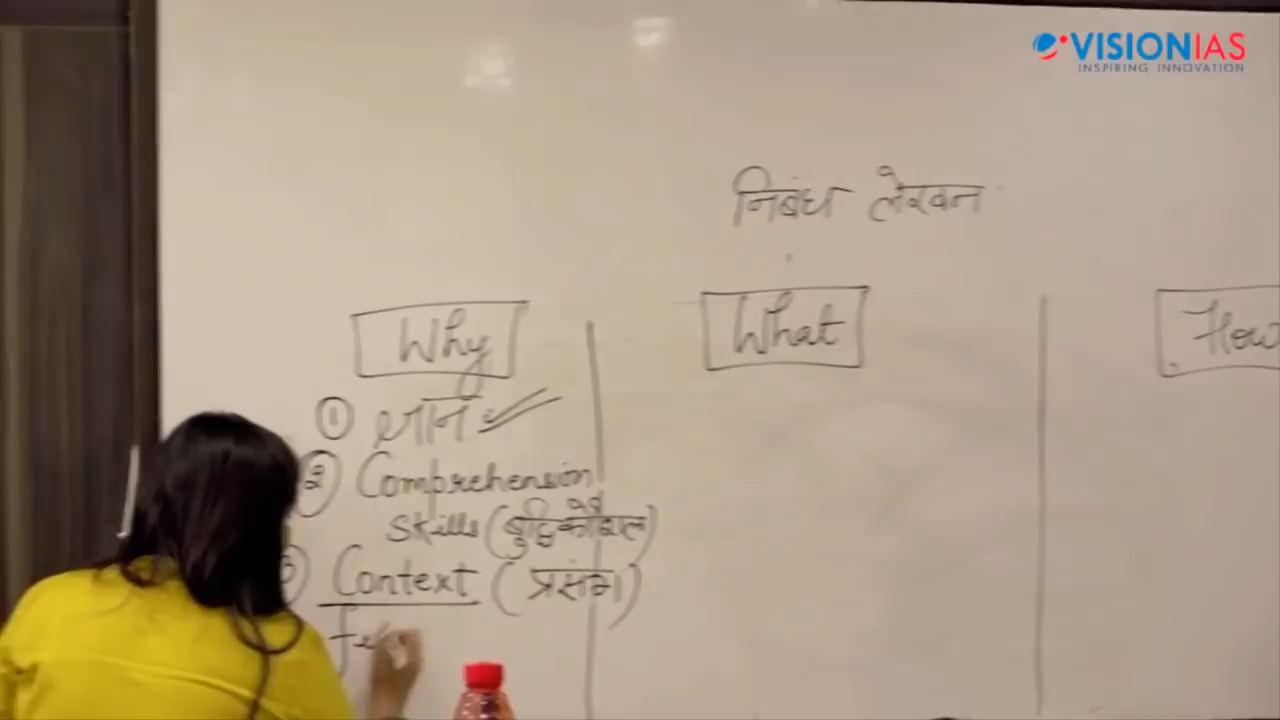 VISIONIAS
INSPIRING INNOVATION
निबंध लेखन
Why
What
How
① ज्ञान
② Comprehension
Skills (बुद्धि कौशल)
③ Context (प्रसंग)